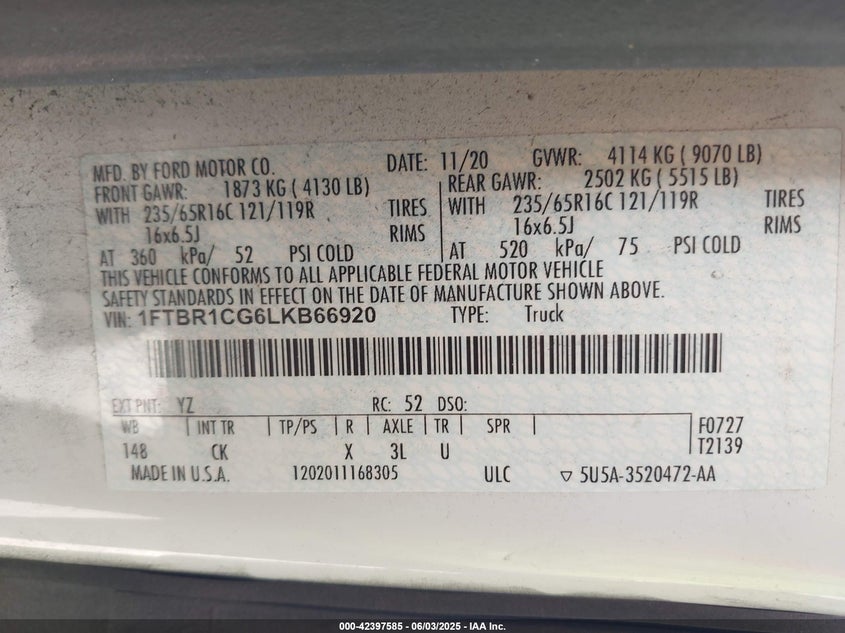 MFD. BY FORD MOTOR CO. DATE: 11/20 GVWR: 4114 KG ( 9070 LB)
FRONT GAWR: 1873 KG ( 4130 LB) REAR GAWR: 2502 KG ( 5515 LB)
WITH 235/65R16C 121/119R TIRES WITH 235/65R16C 121/119R TIRES
16x6.5J RIMS 16x6.5J RIMS
AT 360 kPa/ 52 PSI COLD AT 520 kPa/ 75 PSI COLD
THIS VEHICLE CONFORMS TO ALL APPLICABLE FEDERAL MOTOR VEHICLE
SAFETY STANDARDS IN EFFECT ON THE DATE OF MANUFACTURE SHOWN ABOVE.
VIN: 1FTBR1CG6LKB66920 TYPE: Truck
EXT PNT: YZ RC: 52 DSO:
WB INT TR TP/PS R AXLE TR SPR F0727
148 CK X 3L U T2139
MADE IN U.S.A. 1202011168305 ULC ▽ 5U5A-3520472-AA
000-42397585 - 06/03/2025 - IAA Inc.